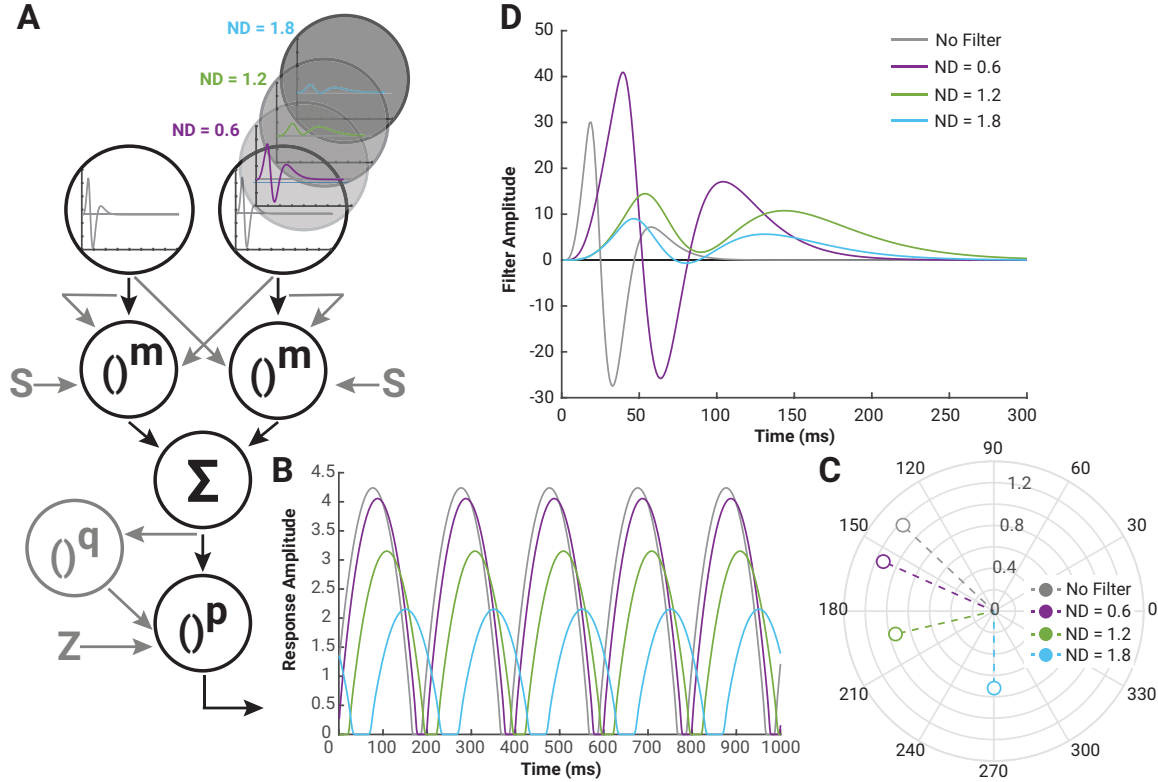 A
ND = 1.8
ND = 1.2
ND = 0.6
()m
()m
S
S
Σ
()q
()p
Z
B
4.5
4
3.5
3
2.5
2
1.5
1
0.5
0
Response Amplitude
0 100 200 300 400 500 600 700 800 900 1000
Time (ms)
D
50
40
30
20
10
0
-10
-20
-30
Filter Amplitude
0 50 100 150 200 250 300
Time (ms)
No Filter
ND = 0.6
ND = 1.2
ND = 1.8
C
90
120 60
1.2
150 30
0.8
0.4
180 0 0
210 330
240 300
270
No Filter
ND = 0.6
ND = 1.2
ND = 1.8